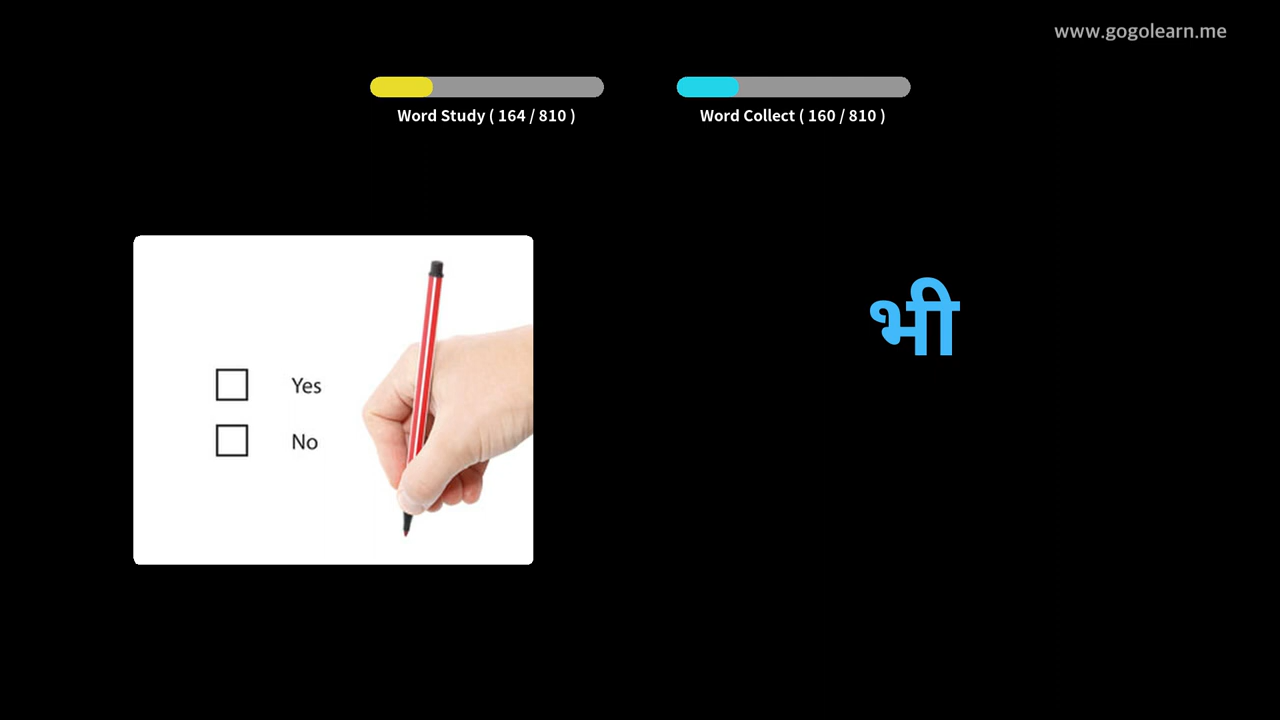 www.gogolearn.me
Word Study ( 164 / 810 )
Word Collect ( 160 / 810 )
भी
Yes
No